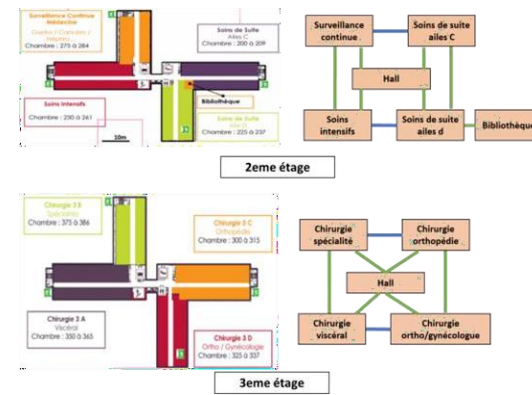 Surveillance Continue
Médecine
Chambre : 275 à 284
Soins de Suite
Ailes C
Chambre : 200 à 209
Soins Intensifs
Chambre : 250 à 261
Bibliothèque
Soins de Suite
Chambre : 225 à 237
20m
Surveillance
continue
Soins de suite
ailes C
Hall
Soins
intensifs
Soins de suite
ailes d
Bibliothèque
2eme étage
Chirurgie 3 B
Spécialité
Chambre : 375 à 386
Chirurgie 3 C
Orthopédie
Chambre : 300 à 315
Chirurgie 3 A
Viscéral
Chambre : 350 à 365
Chirurgie 3 D
Ortho / Gynécologie
Chambre : 325 à 337
Chirurgie
spécialité
Chirurgie
orthopédie
Hall
Chirurgie
viscéral
Chirurgie
ortho/gynécologue
3eme étage